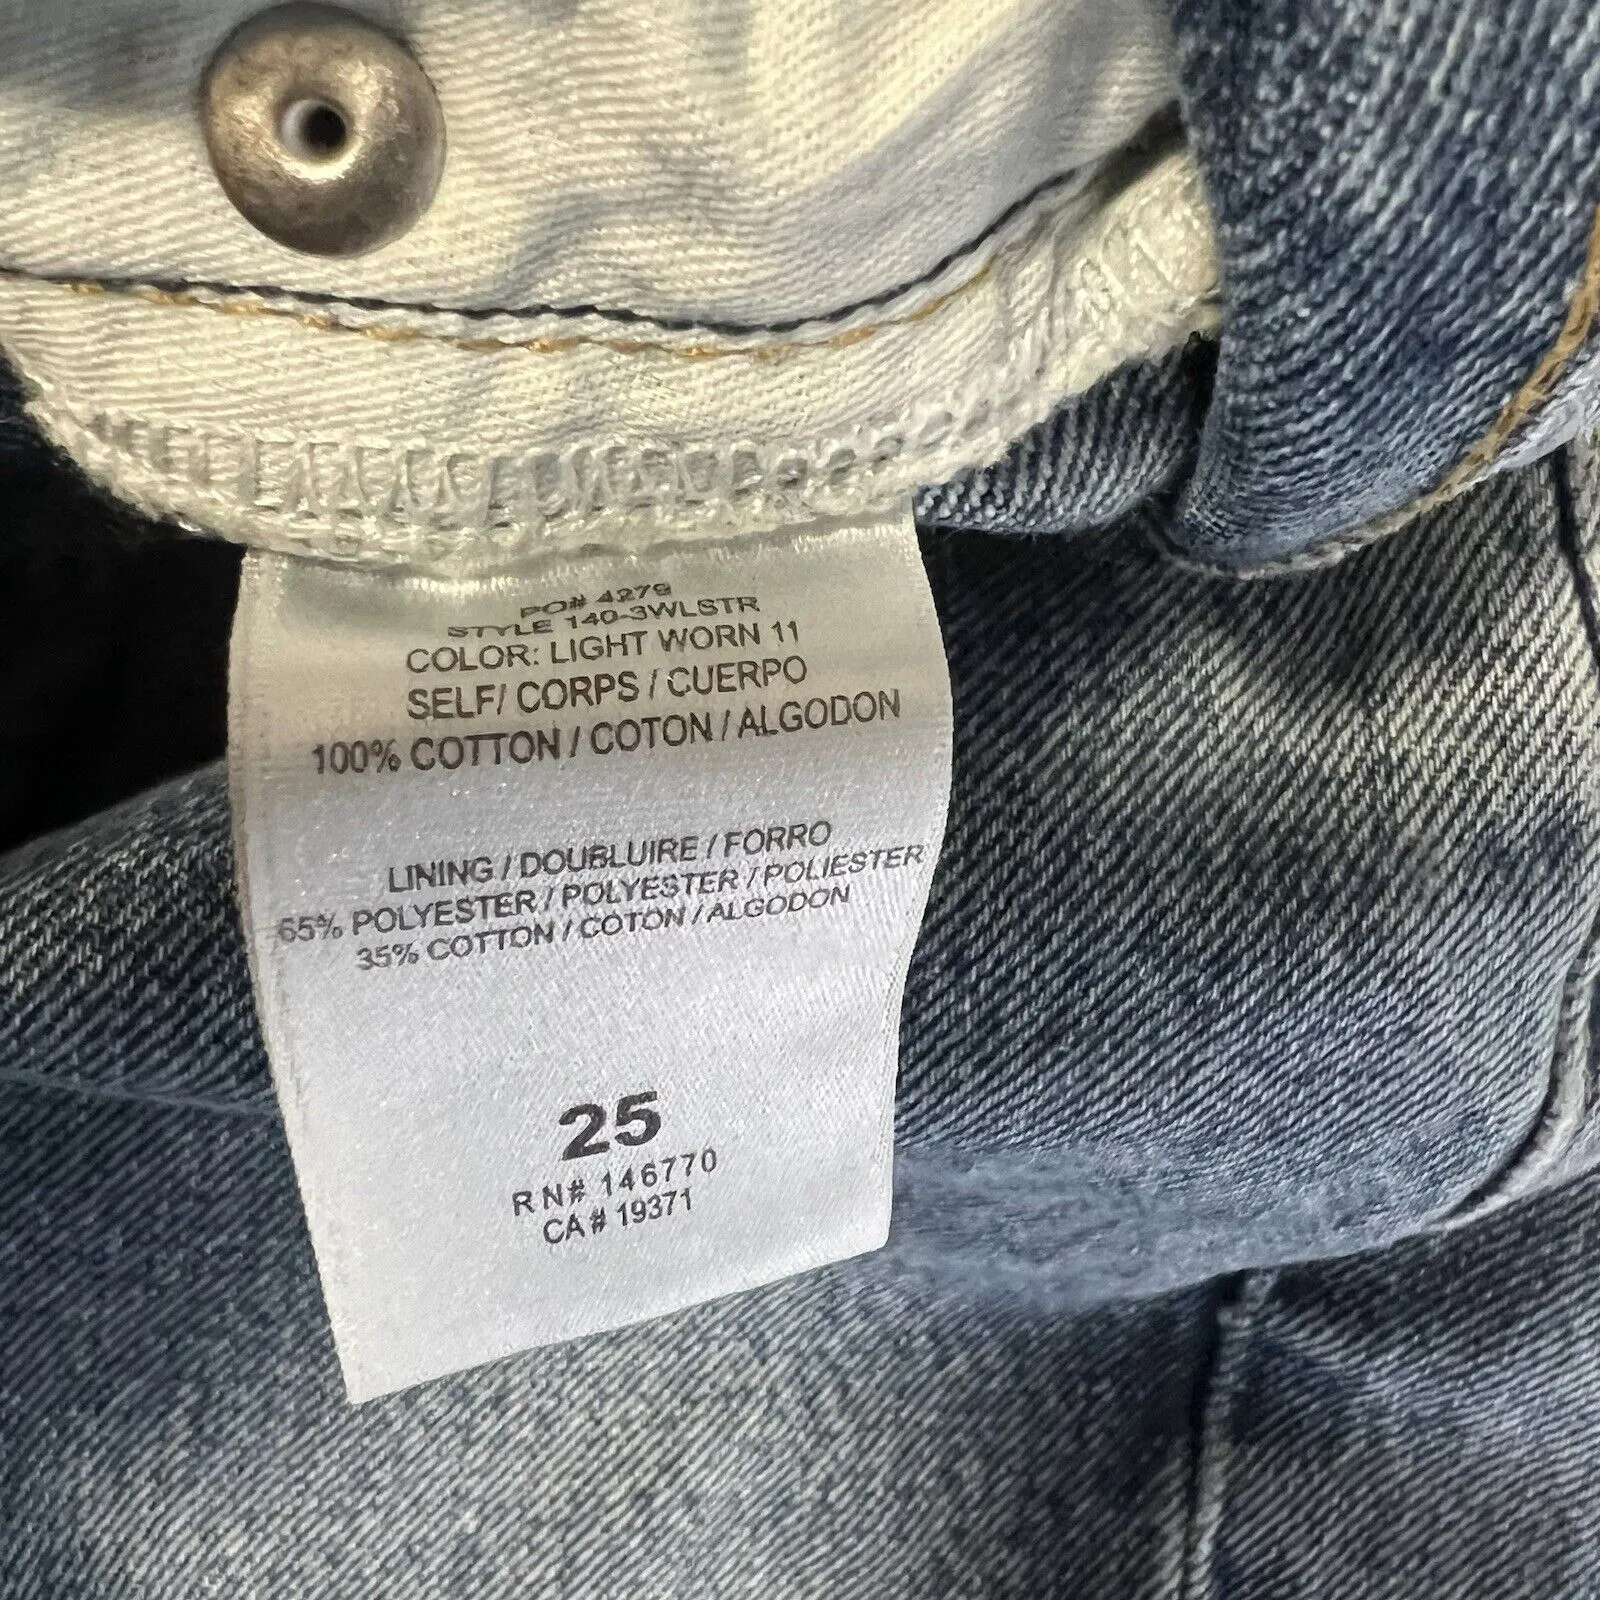 PO# 4279
STYLE 140-3WLSTR
COLOR: LIGHT WORN 11
SELF/ CORPS / CUERPO
100% COTTON / COTON / ALGODON
LINING / DOUBLUIRE / FORRO
65% POLYESTER / POLYESTER / POLIESTER
35% COTTON / COTON / ALGODON
25
RN# 146770
CA # 19371